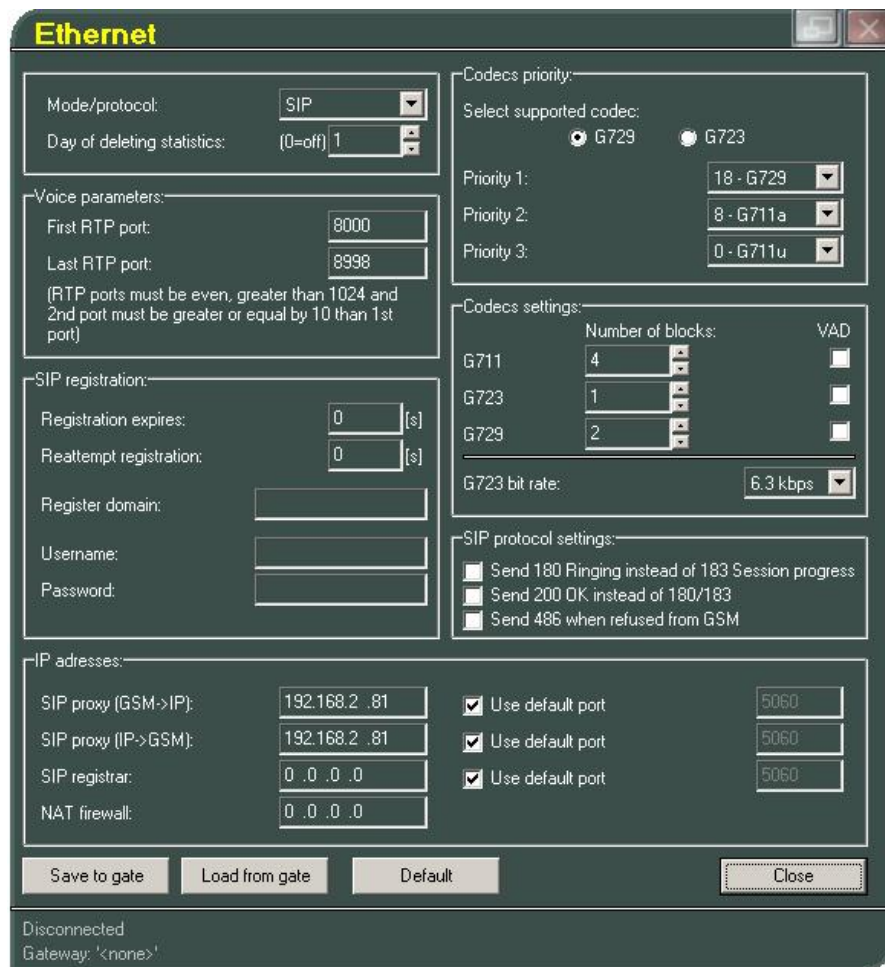 Ethernet
Mode/protocol: SIP
Day of deleting statistics: (0=off) 1
Voice parameters:
First RTP port: 8000
Last RTP port: 8998
(RTP ports must be even, greater than 1024 and
2nd port must be greater or equal by 10 than 1st
port)
SIP registration:
Registration expires: 0 [s]
Reattempt registration: 0 [s]
Register domain:
Username:
Password:
Codecs priority:
Select supported codec:
G729 G723
Priority 1: 18 - G729
Priority 2: 8 - G711a
Priority 3: 0 - G711u
Codecs settings:
Number of blocks: VAD
G711 4
G723 1
G729 2
G723 bit rate: 6.3 kbps
SIP protocol settings:
Send 180 Ringing instead of 183 Session progress
Send 200 OK instead of 180/183
Send 486 when refused from GSM
IP adresses:
SIP proxy (GSM->IP): 192.168.2 .81 Use default port 5060
SIP proxy (IP->GSM): 192.168.2 .81 Use default port 5060
SIP registrar: 0 .0 .0 .0 Use default port 5060
NAT firewall: 0 .0 .0 .0
Save to gate Load from gate Default Close
Disconnected
Gateway: '<none>'